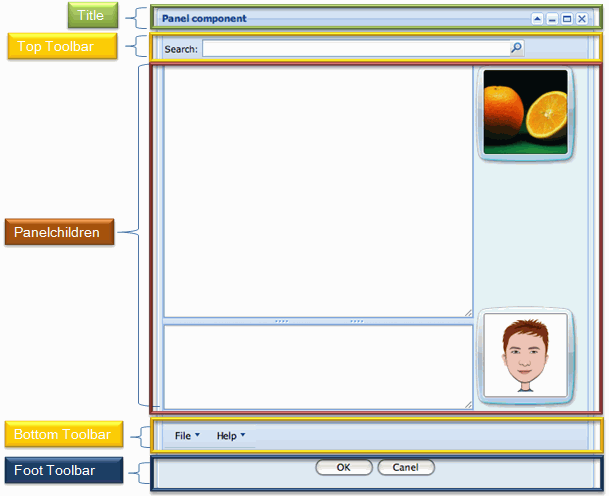 Title
Panel component
Top Toolbar
Search:
Panelchildren
Bottom Toolbar
File Help
Foot Toolbar
OK Canel